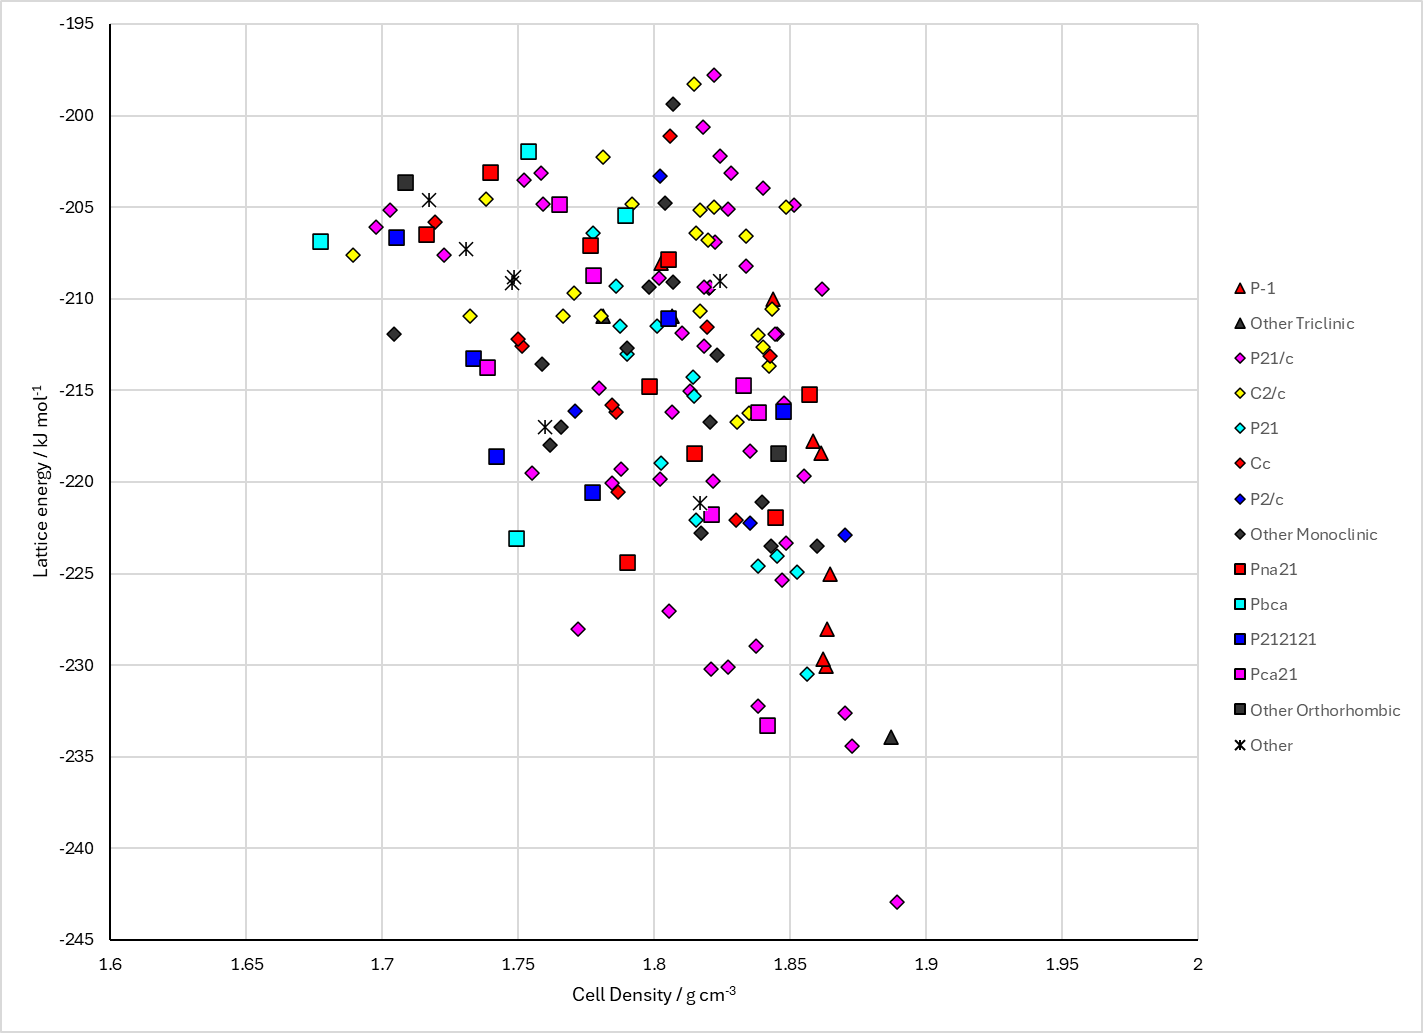 -195
-200
-205
-210
-215
-220
-225
-230
-235
-240
-245
Lattice energy / kJ mol⁻¹
1.6 1.65 1.7 1.75 1.8 1.85 1.9 1.95 2
Cell Density / g cm⁻³
P-1
Other Triclinic
P21/c
C2/c
P21
Cc
P2/c
Other Monoclinic
Pna21
Pbca
P212121
Pca21
Other Orthorhombic
Other